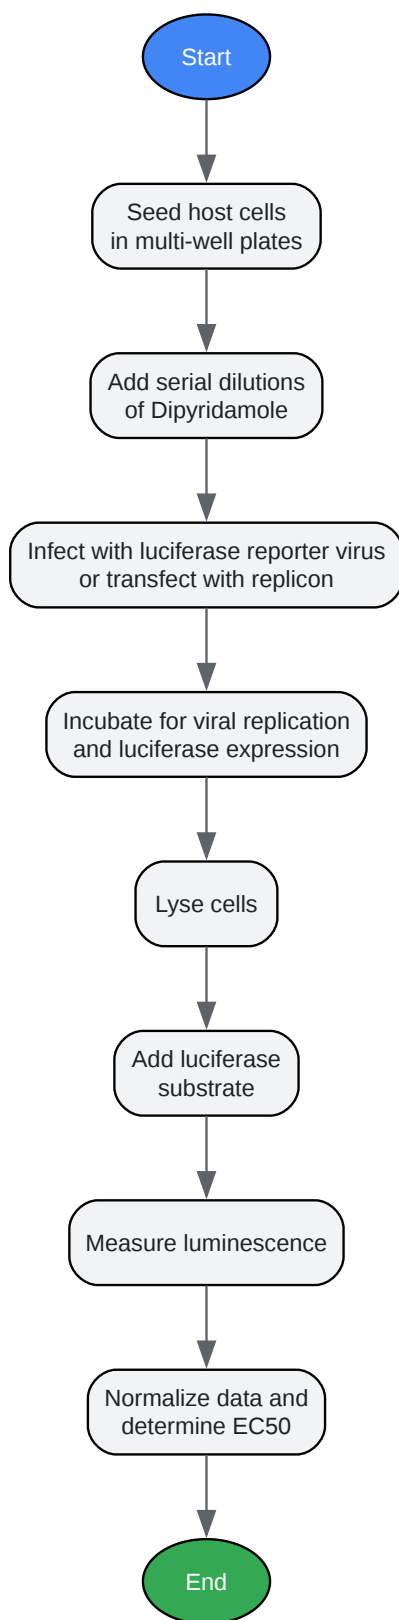 Start
Seed host cells
in multi-well plates
Add serial dilutions
of Dipyridamole
Infect with luciferase reporter virus
or transfect with replicon
Incubate for viral replication
and luciferase expression
Lyse cells
Add luciferase
substrate
Measure luminescence
Normalize data and
determine EC50
End